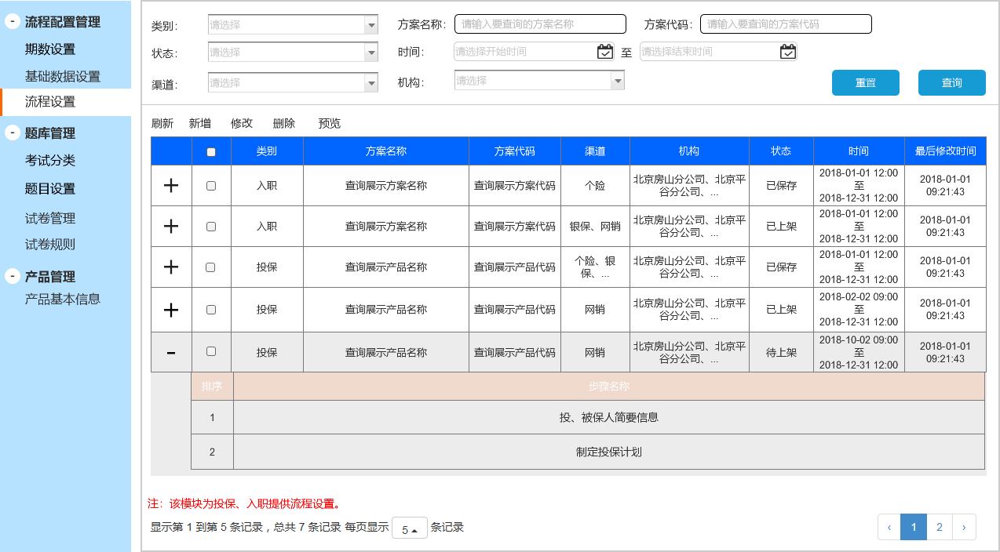 - 流程配置管理
期数设置
基础数据设置
流程设置
- 题库管理
考试分类
题目设置
试卷管理
试卷规则
- 产品管理
产品基本信息
类别: 请选择 方案名称: 请输入要查询的方案名称 方案代码: 请输入要查询的方案代码
状态: 请选择 时间: 请选择开始时间 至 请选择结束时间
渠道: 请选择 机构: 请选择 重置 查询
刷新 新增 修改 删除 预览
类别 方案名称 方案代码 渠道 机构 状态 时间 最后修改时间
+ 入职 查询展示方案名称 查询展示方案代码 个险 北京房山分公司、北京平谷分公司、... 已保存 2018-01-01 12:00 至 2018-12-31 12:00 2018-01-01 09:21:43
+ 入职 查询展示方案名称 查询展示方案代码 银保、网销 北京房山分公司、北京平谷分公司、... 已上架 2018-01-01 12:00 至 2018-12-31 12:00 2018-01-01 09:21:43
+ 投保 查询展示产品名称 查询展示产品代码 个险、银保、... 北京房山分公司、北京平谷分公司、... 已保存 2018-01-01 12:00 至 2018-12-31 12:00 2018-01-01 09:21:43
+ 投保 查询展示产品名称 查询展示产品代码 网销 北京房山分公司、北京平谷分公司、... 已上架 2018-02-02 09:00 至 2018-12-31 12:00 2018-01-01 09:21:43
- 投保 查询展示产品名称 查询展示产品代码 网销 北京房山分公司、北京平谷分公司、... 待上架 2018-10-02 09:00 至 2018-12-31 12:00 2018-01-01 09:21:43
排序 步骤名称
1 投、被保人简要信息
2 制定投保计划
注：该模块为投保、入职提供流程设置。
显示第 1 到第 5 条记录，总共 7 条记录 每页显示 5 条记录
‹ 1 2 ›